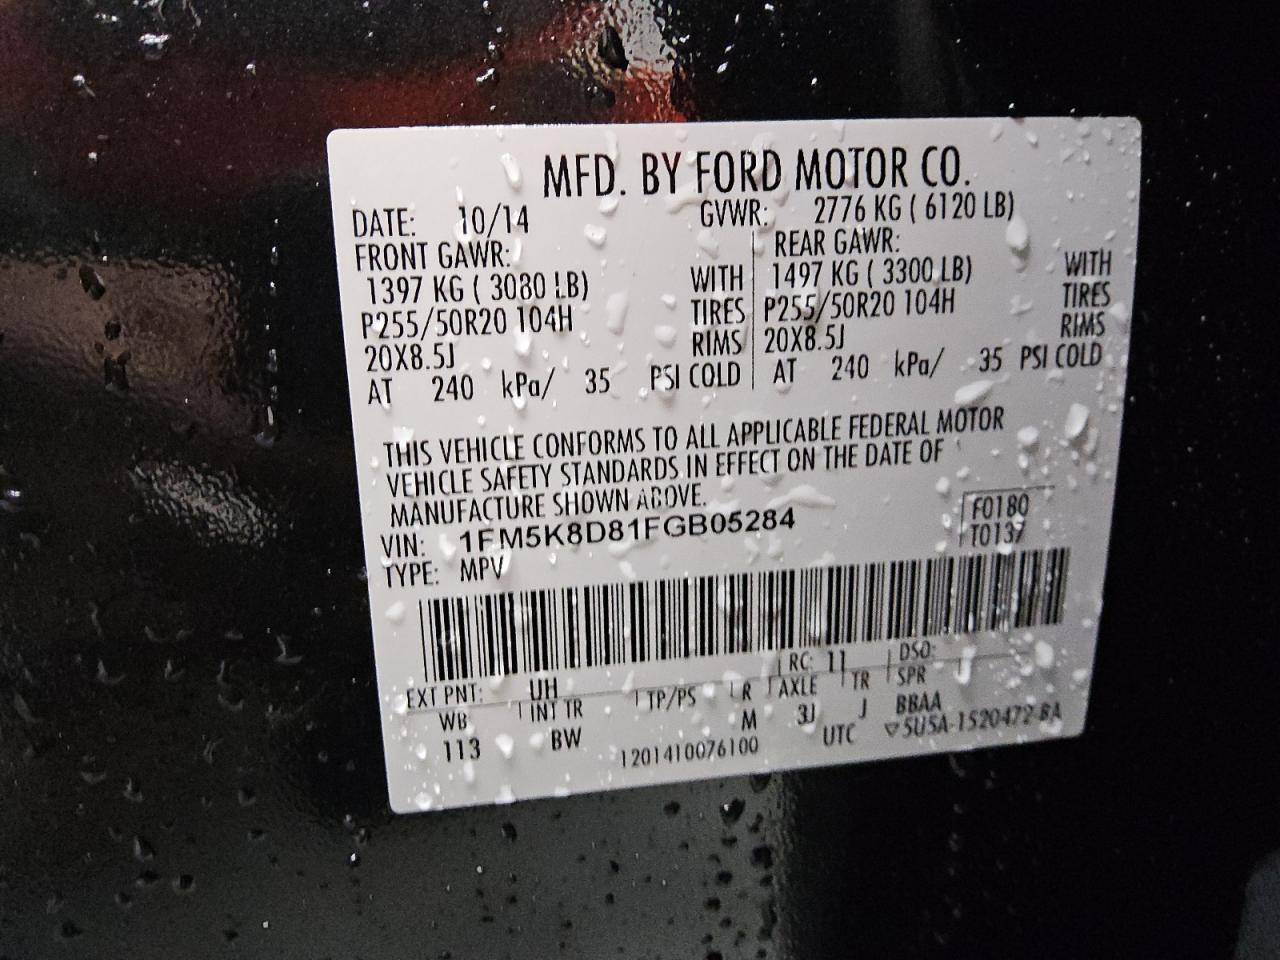 MFD. BY FORD MOTOR CO.
DATE: 10/14 GVWR: 2776 KG ( 6120 LB)
FRONT GAWR: REAR GAWR:
1397 KG ( 3080 LB) WITH 1497 KG ( 3300 LB) WITH
P255/50R20 104H TIRES P255/50R20 104H TIRES
20X8.5J RIMS 20X8.5J RIMS
AT 240 kPa/ 35 PSI COLD AT 240 kPa/ 35 PSI COLD
THIS VEHICLE CONFORMS TO ALL APPLICABLE FEDERAL MOTOR
VEHICLE SAFETY STANDARDS IN EFFECT ON THE DATE OF
MANUFACTURE SHOWN ABOVE.
VIN: 1FM5K8D81FGB05284 F0180
TYPE: MPV T0137
RC: 11 DSO:
EXT PNT: UH
WB INT TR TP/PS R AXLE TR SPR
113 BW M 3J J BBAA
1201410076100 UTC ▽5U5A-1520472-BA